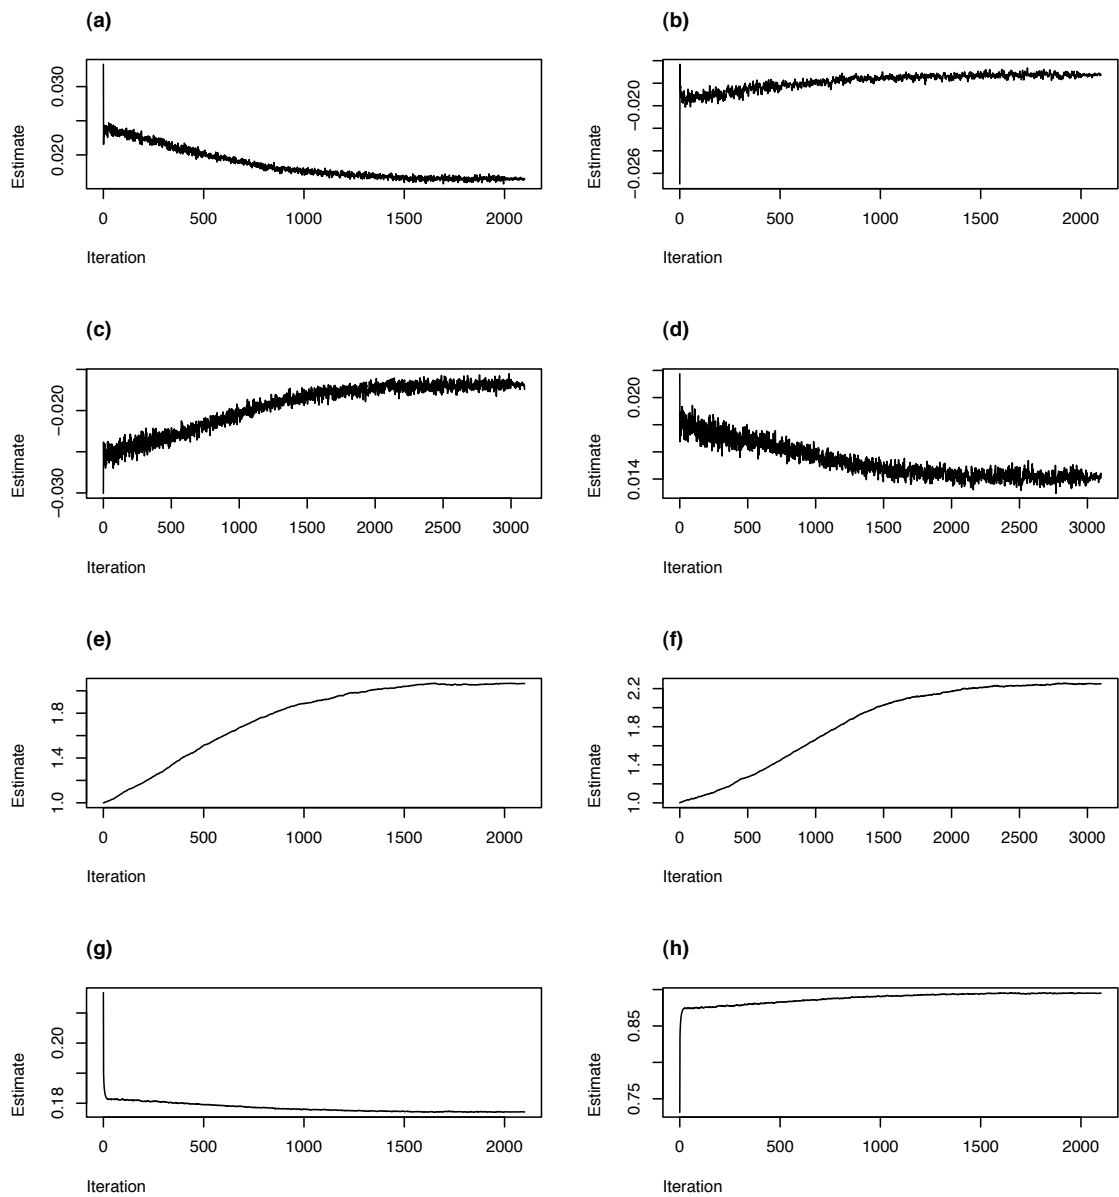 (a)
Estimate
0.020 0.030
0 500 1000 1500 2000
Iteration
(b)
Estimate
−0.026 −0.020
0 500 1000 1500 2000
Iteration
(c)
Estimate
−0.030 −0.020
0 500 1000 1500 2000 2500 3000
Iteration
(d)
Estimate
0.014 0.020
0 500 1000 1500 2000 2500 3000
Iteration
(e)
Estimate
1.0 1.4 1.8
0 500 1000 1500 2000
Iteration
(f)
Estimate
1.0 1.4 1.8 2.2
0 500 1000 1500 2000 2500 3000
Iteration
(g)
Estimate
0.18 0.20
0 500 1000 1500 2000
Iteration
(h)
Estimate
0.75 0.85
0 500 1000 1500 2000
Iteration